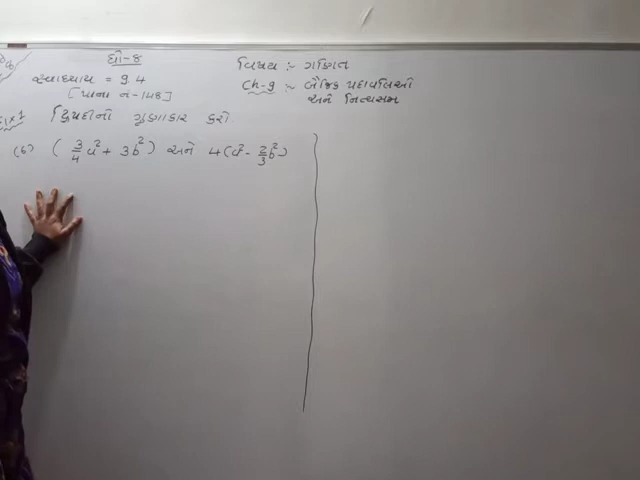 ધો-૮
વિષય :- ગણિત
સ્વાધ્યાય = 9.4
Ch-9 :- બૈજિક પદાવલિઓ
[પાના નં-148]
અને નિત્યસમ
દ્વિપદીનો ગુણાકાર કરો.
(6) (3/4 a² + 3b²) અને 4(a² - 2/3 b²)